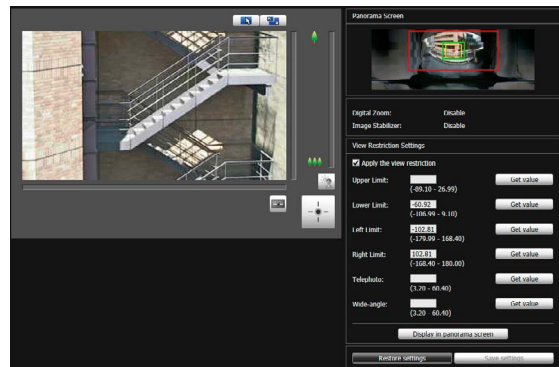 Panorama Screen
Digital Zoom: Disable
Image Stabilizer: Disable
View Restriction Settings
Apply the view restriction
Upper Limit: Get value
(-89.10 - 26.99)
Lower Limit: -60.92 Get value
(-106.99 - 9.10)
Left Limit: -102.81 Get value
(-179.99 - 168.40)
Right Limit: 102.81 Get value
(-168.40 - 180.00)
Telephoto: Get value
(3.20 - 60.40)
Wide-angle: Get value
(3.20 - 60.40)
Display in panorama screen
Restore settings Save settings